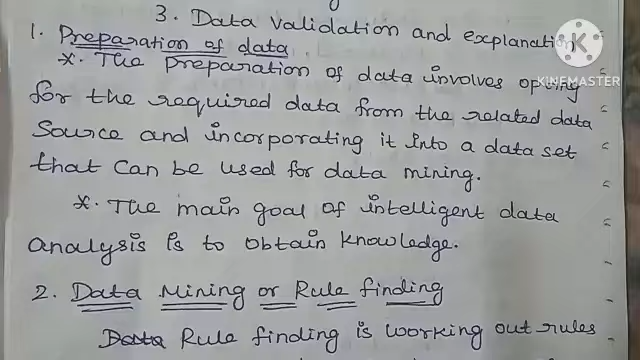 3. Data validation and explanation
1. Preparation of data
*. The preparation of data involves opting
for the required data from the related data
source and incorporating it into a data set
that can be used for data mining.
*. The main goal of intelligent data
analysis is to obtain knowledge.
2. Data Mining or Rule finding
Data Rule finding is working out rules
KINEMASTER